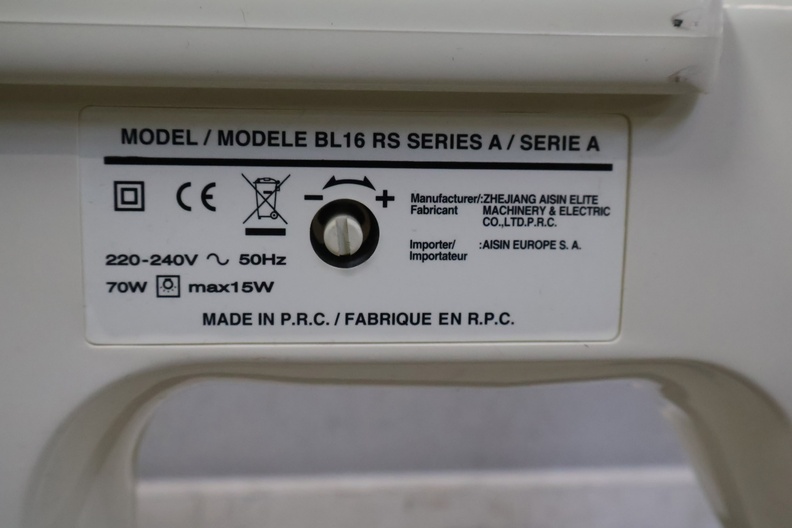 MODEL / MODELE BL16 RS SERIES A / SERIE A
CE
− +
Manufacturer/:ZHEJIANG AISIN ELITE
Fabricant MACHINERY & ELECTRIC
CO.,LTD.P.R.C.
Importer/ :AISIN EUROPE S. A.
Importateur
220-240V ~ 50Hz
70W max15W
MADE IN P.R.C. / FABRIQUE EN R.P.C.